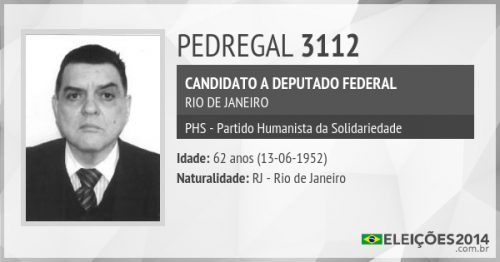 PEDREGAL 3112
CANDIDATO A DEPUTADO FEDERAL
RIO DE JANEIRO
PHS - Partido Humanista da Solidariedade
Idade: 62 anos (13-06-1952)
Naturalidade: RJ - Rio de Janeiro
ELEIÇÕES2014
.com.br